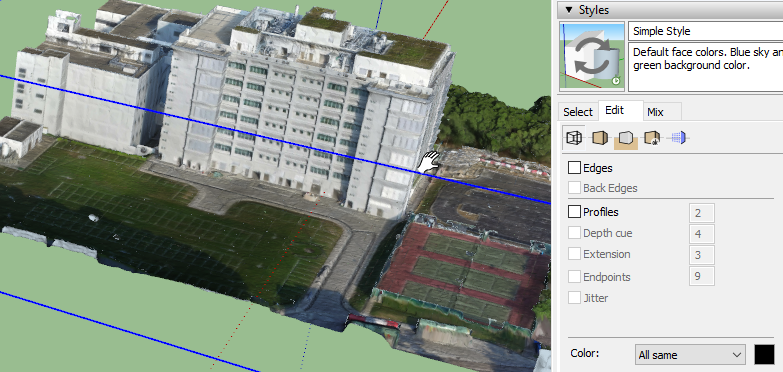 Styles
Simple Style
Default face colors. Blue sky an
green background color.
Select Edit Mix
Edges
Back Edges
Profiles 2
Depth cue 4
Extension 3
Endpoints 9
Jitter
Color: All same